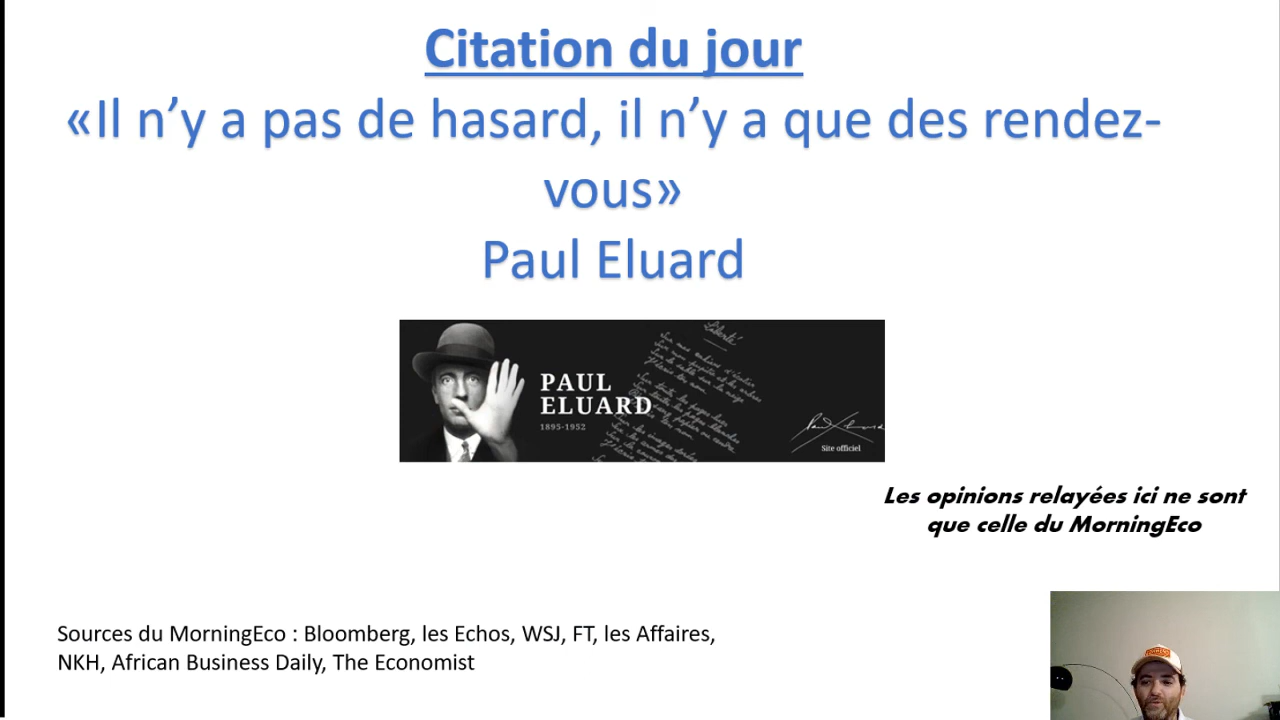 Citation du jour
«Il n’y a pas de hasard, il n’y a que des rendez-
vous»
Paul Eluard
Liberté
PAUL
ELUARD
1895-1952
Site officiel
Les opinions relayées ici ne sont
que celle du MorningEco
Sources du MorningEco : Bloomberg, les Echos, WSJ, FT, les Affaires,
NKH, African Business Daily, The Economist